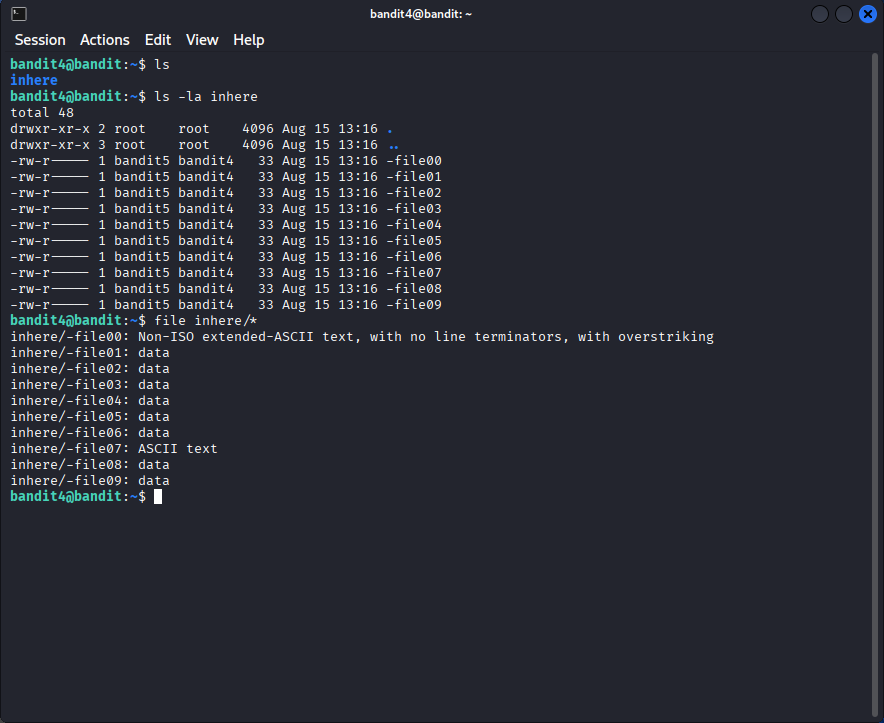 bandit4@bandit: ~
Session Actions Edit View Help
bandit4@bandit:~$ ls
inhere
bandit4@bandit:~$ ls -la inhere
total 48
drwxr-xr-x 2 root    root    4096 Aug 15 13:16 .
drwxr-xr-x 3 root    root    4096 Aug 15 13:16 ..
-rw-r----- 1 bandit5 bandit4   33 Aug 15 13:16 -file00
-rw-r----- 1 bandit5 bandit4   33 Aug 15 13:16 -file01
-rw-r----- 1 bandit5 bandit4   33 Aug 15 13:16 -file02
-rw-r----- 1 bandit5 bandit4   33 Aug 15 13:16 -file03
-rw-r----- 1 bandit5 bandit4   33 Aug 15 13:16 -file04
-rw-r----- 1 bandit5 bandit4   33 Aug 15 13:16 -file05
-rw-r----- 1 bandit5 bandit4   33 Aug 15 13:16 -file06
-rw-r----- 1 bandit5 bandit4   33 Aug 15 13:16 -file07
-rw-r----- 1 bandit5 bandit4   33 Aug 15 13:16 -file08
-rw-r----- 1 bandit5 bandit4   33 Aug 15 13:16 -file09
bandit4@bandit:~$ file inhere/*
inhere/-file00: Non-ISO extended-ASCII text, with no line terminators, with overstriking
inhere/-file01: data
inhere/-file02: data
inhere/-file03: data
inhere/-file04: data
inhere/-file05: data
inhere/-file06: data
inhere/-file07: ASCII text
inhere/-file08: data
inhere/-file09: data
bandit4@bandit:~$